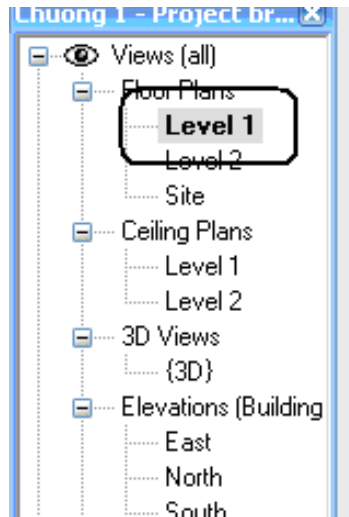 Chuong 1 - Project br...
Views (all)
Floor Plans
Level 1
Level 2
Site
Ceiling Plans
Level 1
Level 2
3D Views
{3D}
Elevations (Building
East
North
South